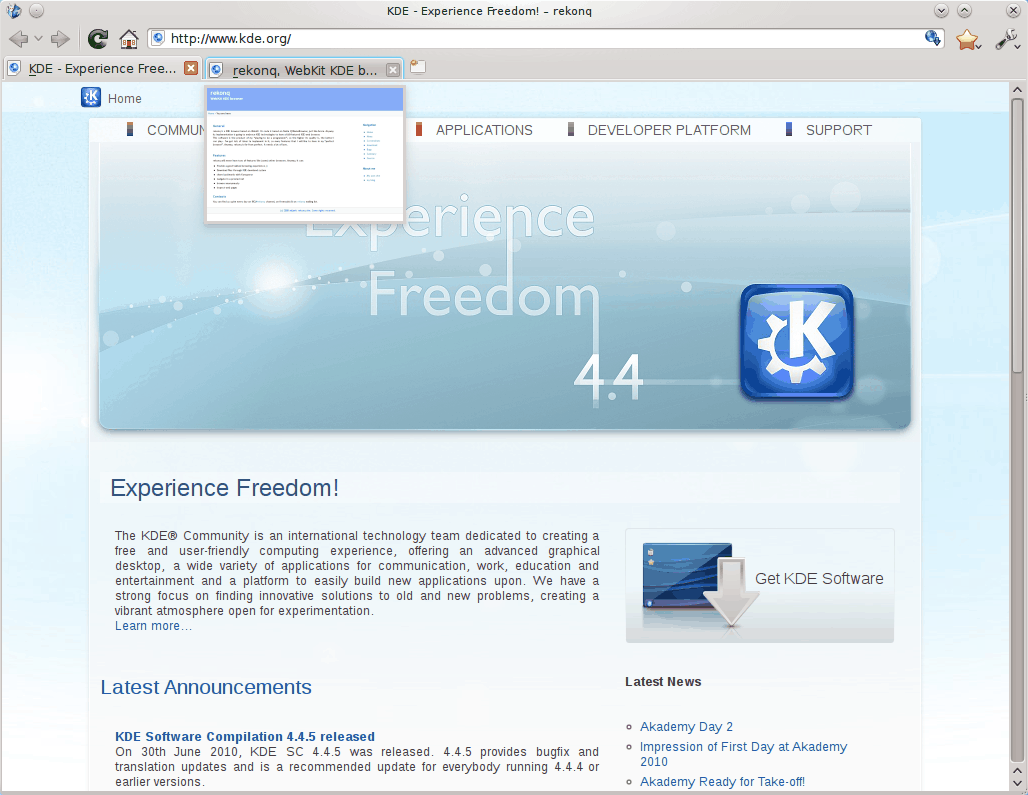 KDE - Experience Freedom! – rekonq
http://www.kde.org/
KDE - Experience Free...
rekonq, WebKit KDE b...
Home
APPLICATIONS
DEVELOPER PLATFORM
SUPPORT
rekonq
Experience
Freedom
4.4
Experience Freedom!
The KDE® Community is an international technology team dedicated to creating a
free and user-friendly computing experience, offering an advanced graphical
desktop, a wide variety of applications for communication, work, education and
entertainment and a platform to easily build new applications upon. We have a
strong focus on finding innovative solutions to old and new problems, creating a
vibrant atmosphere open for experimentation.
Learn more...
Get KDE Software
Latest Announcements
KDE Software Compilation 4.4.5 released
On 30th June 2010, KDE SC 4.4.5 was released. 4.4.5 provides bugfix and
translation updates and is a recommended update for everybody running 4.4.4 or
earlier versions.
Latest News
Akademy Day 2
Impression of First Day at Akademy
2010
Akademy Ready for Take-off!